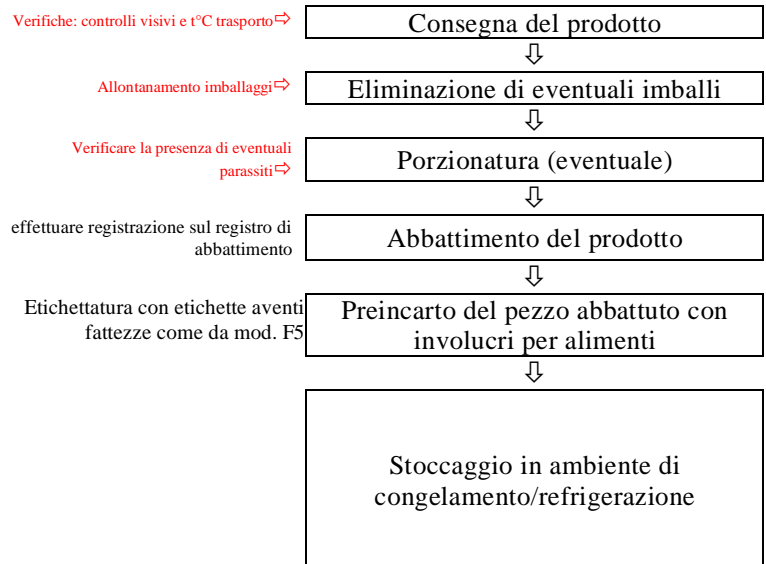 Verifiche: controlli visivi e t°C trasporto⇨
Consegna del prodotto
⇩
Allontanamento imballaggi⇨
Eliminazione di eventuali imballi
⇩
Verificare la presenza di eventuali
parassiti⇨
Porzionatura (eventuale)
⇩
effettuare registrazione sul registro di
abbattimento
Abbattimento del prodotto
⇩
Etichettatura con etichette aventi
fattezze come da mod. F5
Preincarto del pezzo abbattuto con
involucri per alimenti
⇩
Stoccaggio in ambiente di
congelamento/refrigerazione